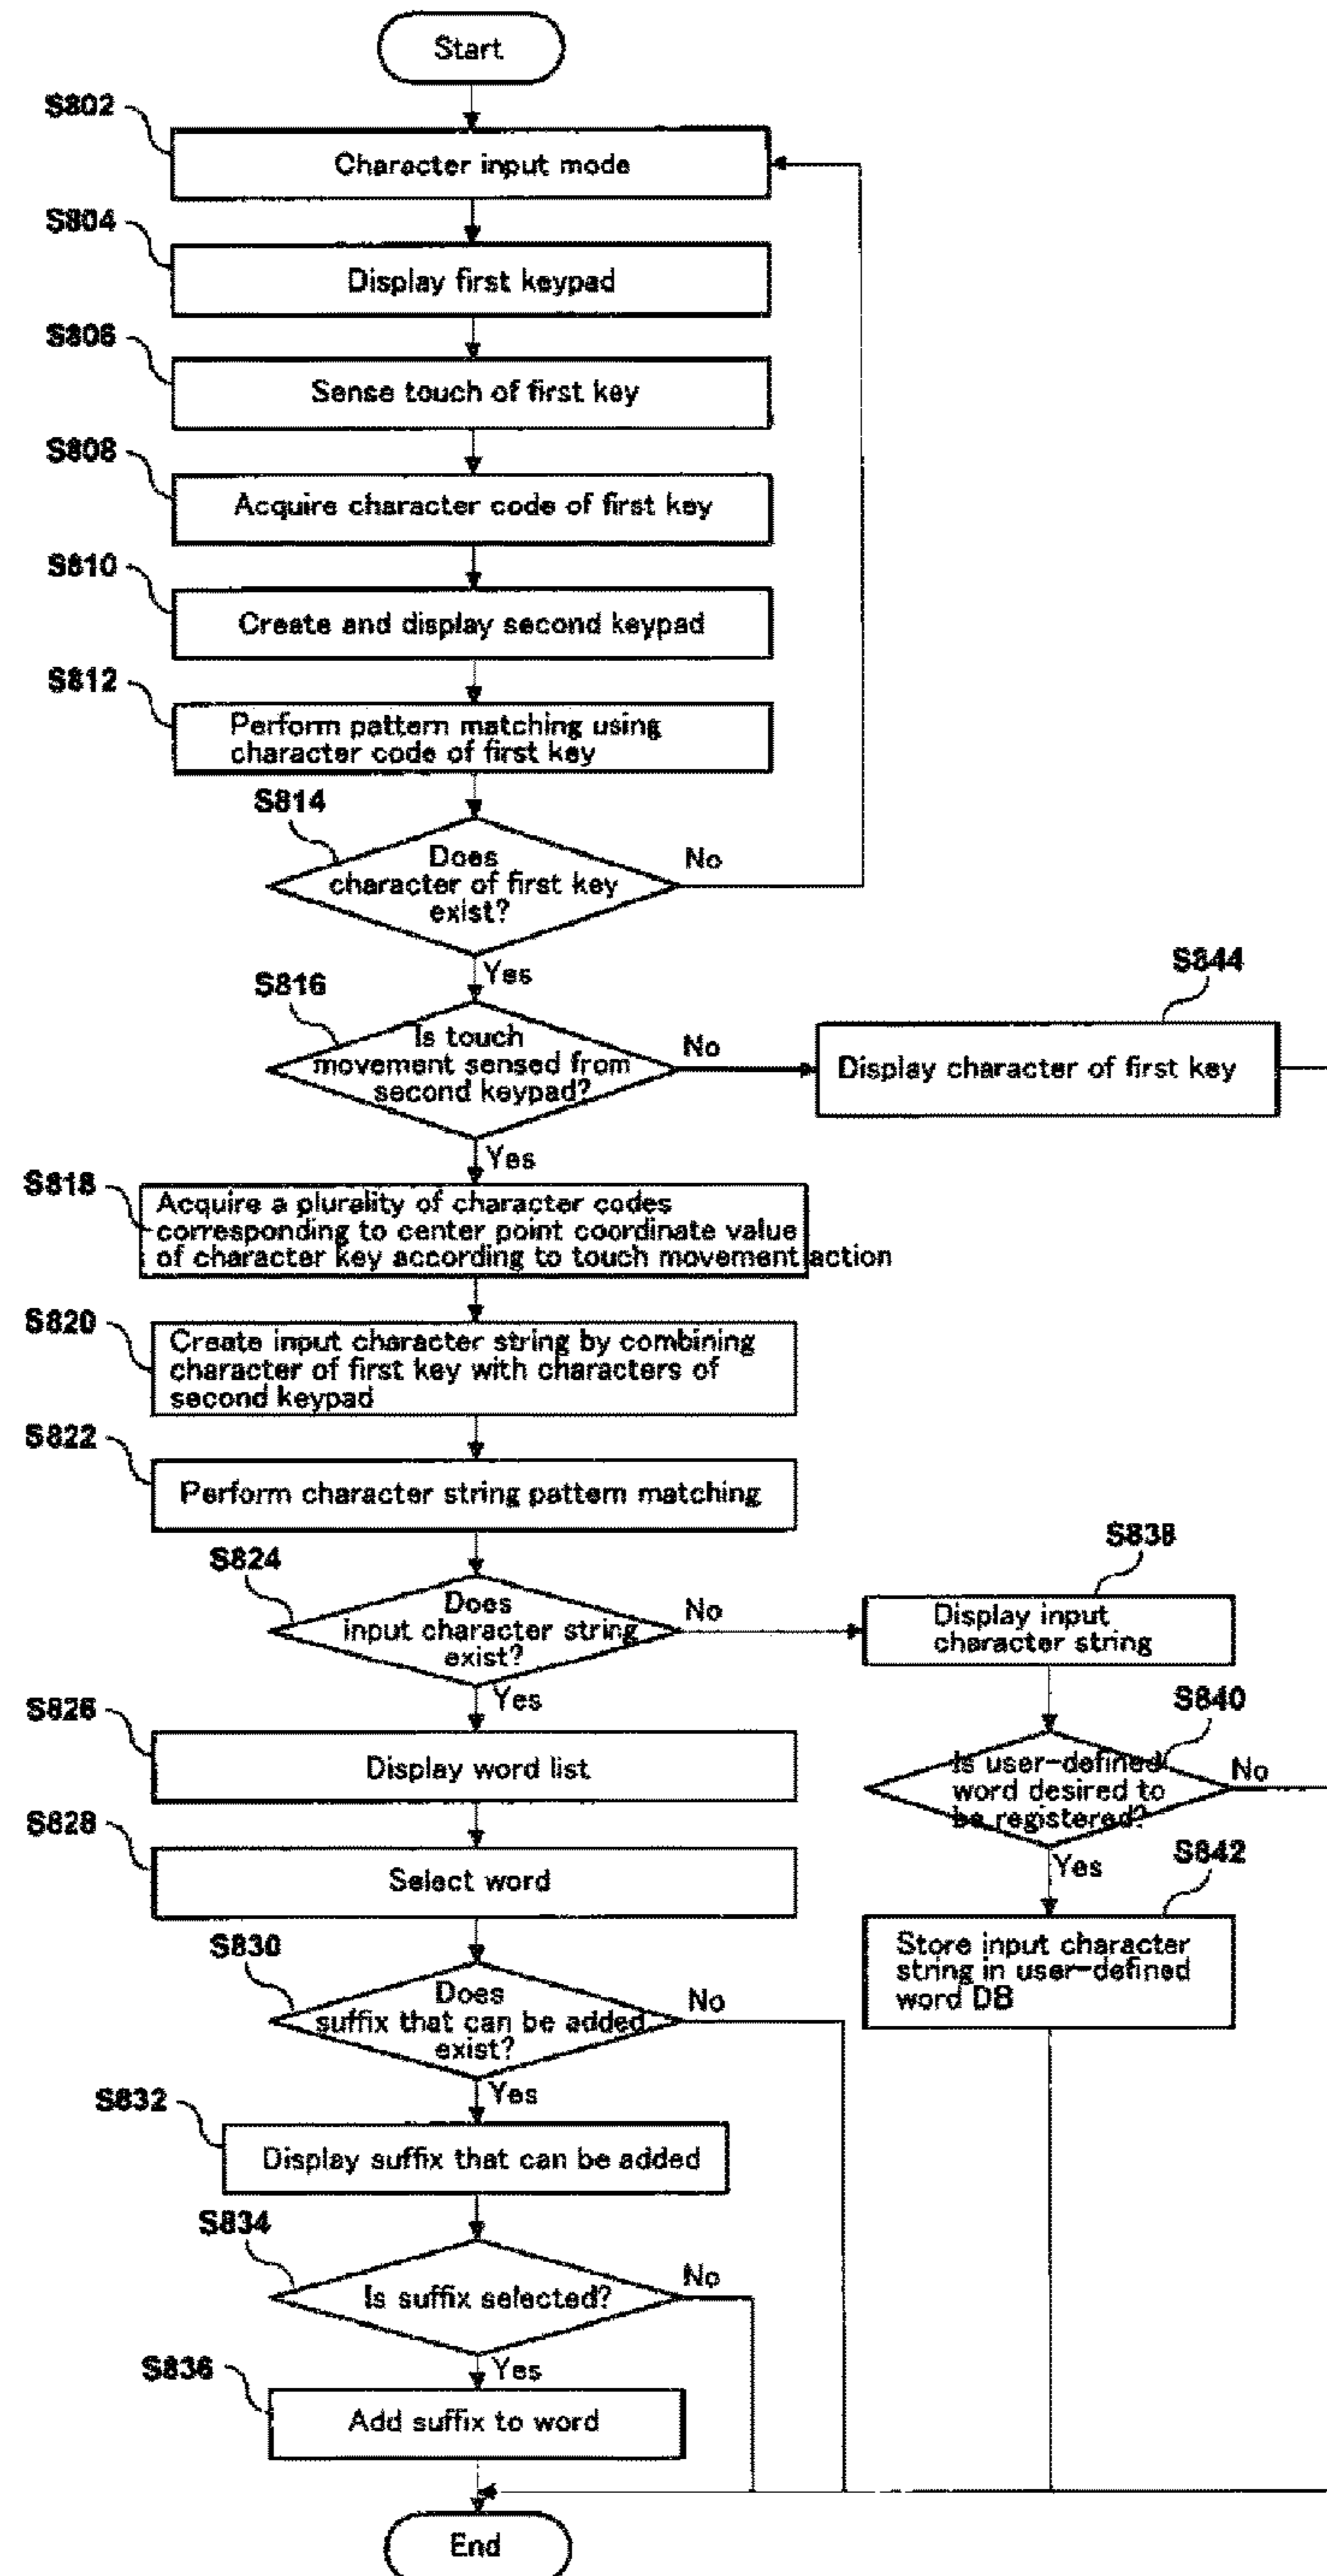 Start
S802
Character input mode
S804
Display first keypad
S806
Sense touch of first key
S808
Acquire character code of first key
S810
Create and display second keypad
S812
Perform pattern matching using
character code of first key
S814
Does
character of first key
exist?
No
Yes
S816
Is touch
movement sensed from
second keypad?
No
S844
Display character of first key
Yes
S818
Acquire a plurality of character codes
corresponding to center point coordinate value
of character key according to touch movement action
S820
Create input character string by combining
character of first key with characters of
second keypad
S822
Perform character string pattern matching
S824
Does
input character string
exist?
No
S838
Display input
character string
Yes
S826
Display word list
S840
Is user-defined
word desired to
be registered?
No
S828
Select word
Yes
S842
Store input character
string in user-defined
word DB
S830
Does
suffix that can be added
exist?
No
Yes
S832
Display suffix that can be added
S834
Is suffix selected?
No
Yes
S836
Add suffix to word
End